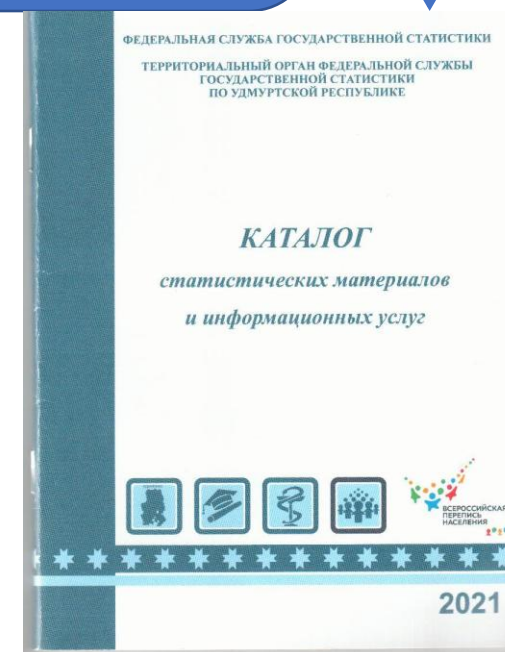 ФЕДЕРАЛЬНАЯ СЛУЖБА ГОСУДАРСТВЕННОЙ СТАТИСТИКИ
ТЕРРИТОРИАЛЬНЫЙ ОРГАН ФЕДЕРАЛЬНОЙ СЛУЖБЫ
ГОСУДАРСТВЕННОЙ СТАТИСТИКИ
ПО УДМУРТСКОЙ РЕСПУБЛИКЕ
КАТАЛОГ
статистических материалов
и информационных услуг
ВСЕРОССИЙСКАЯ
ПЕРЕПИСЬ
НАСЕЛЕНИЯ
2021